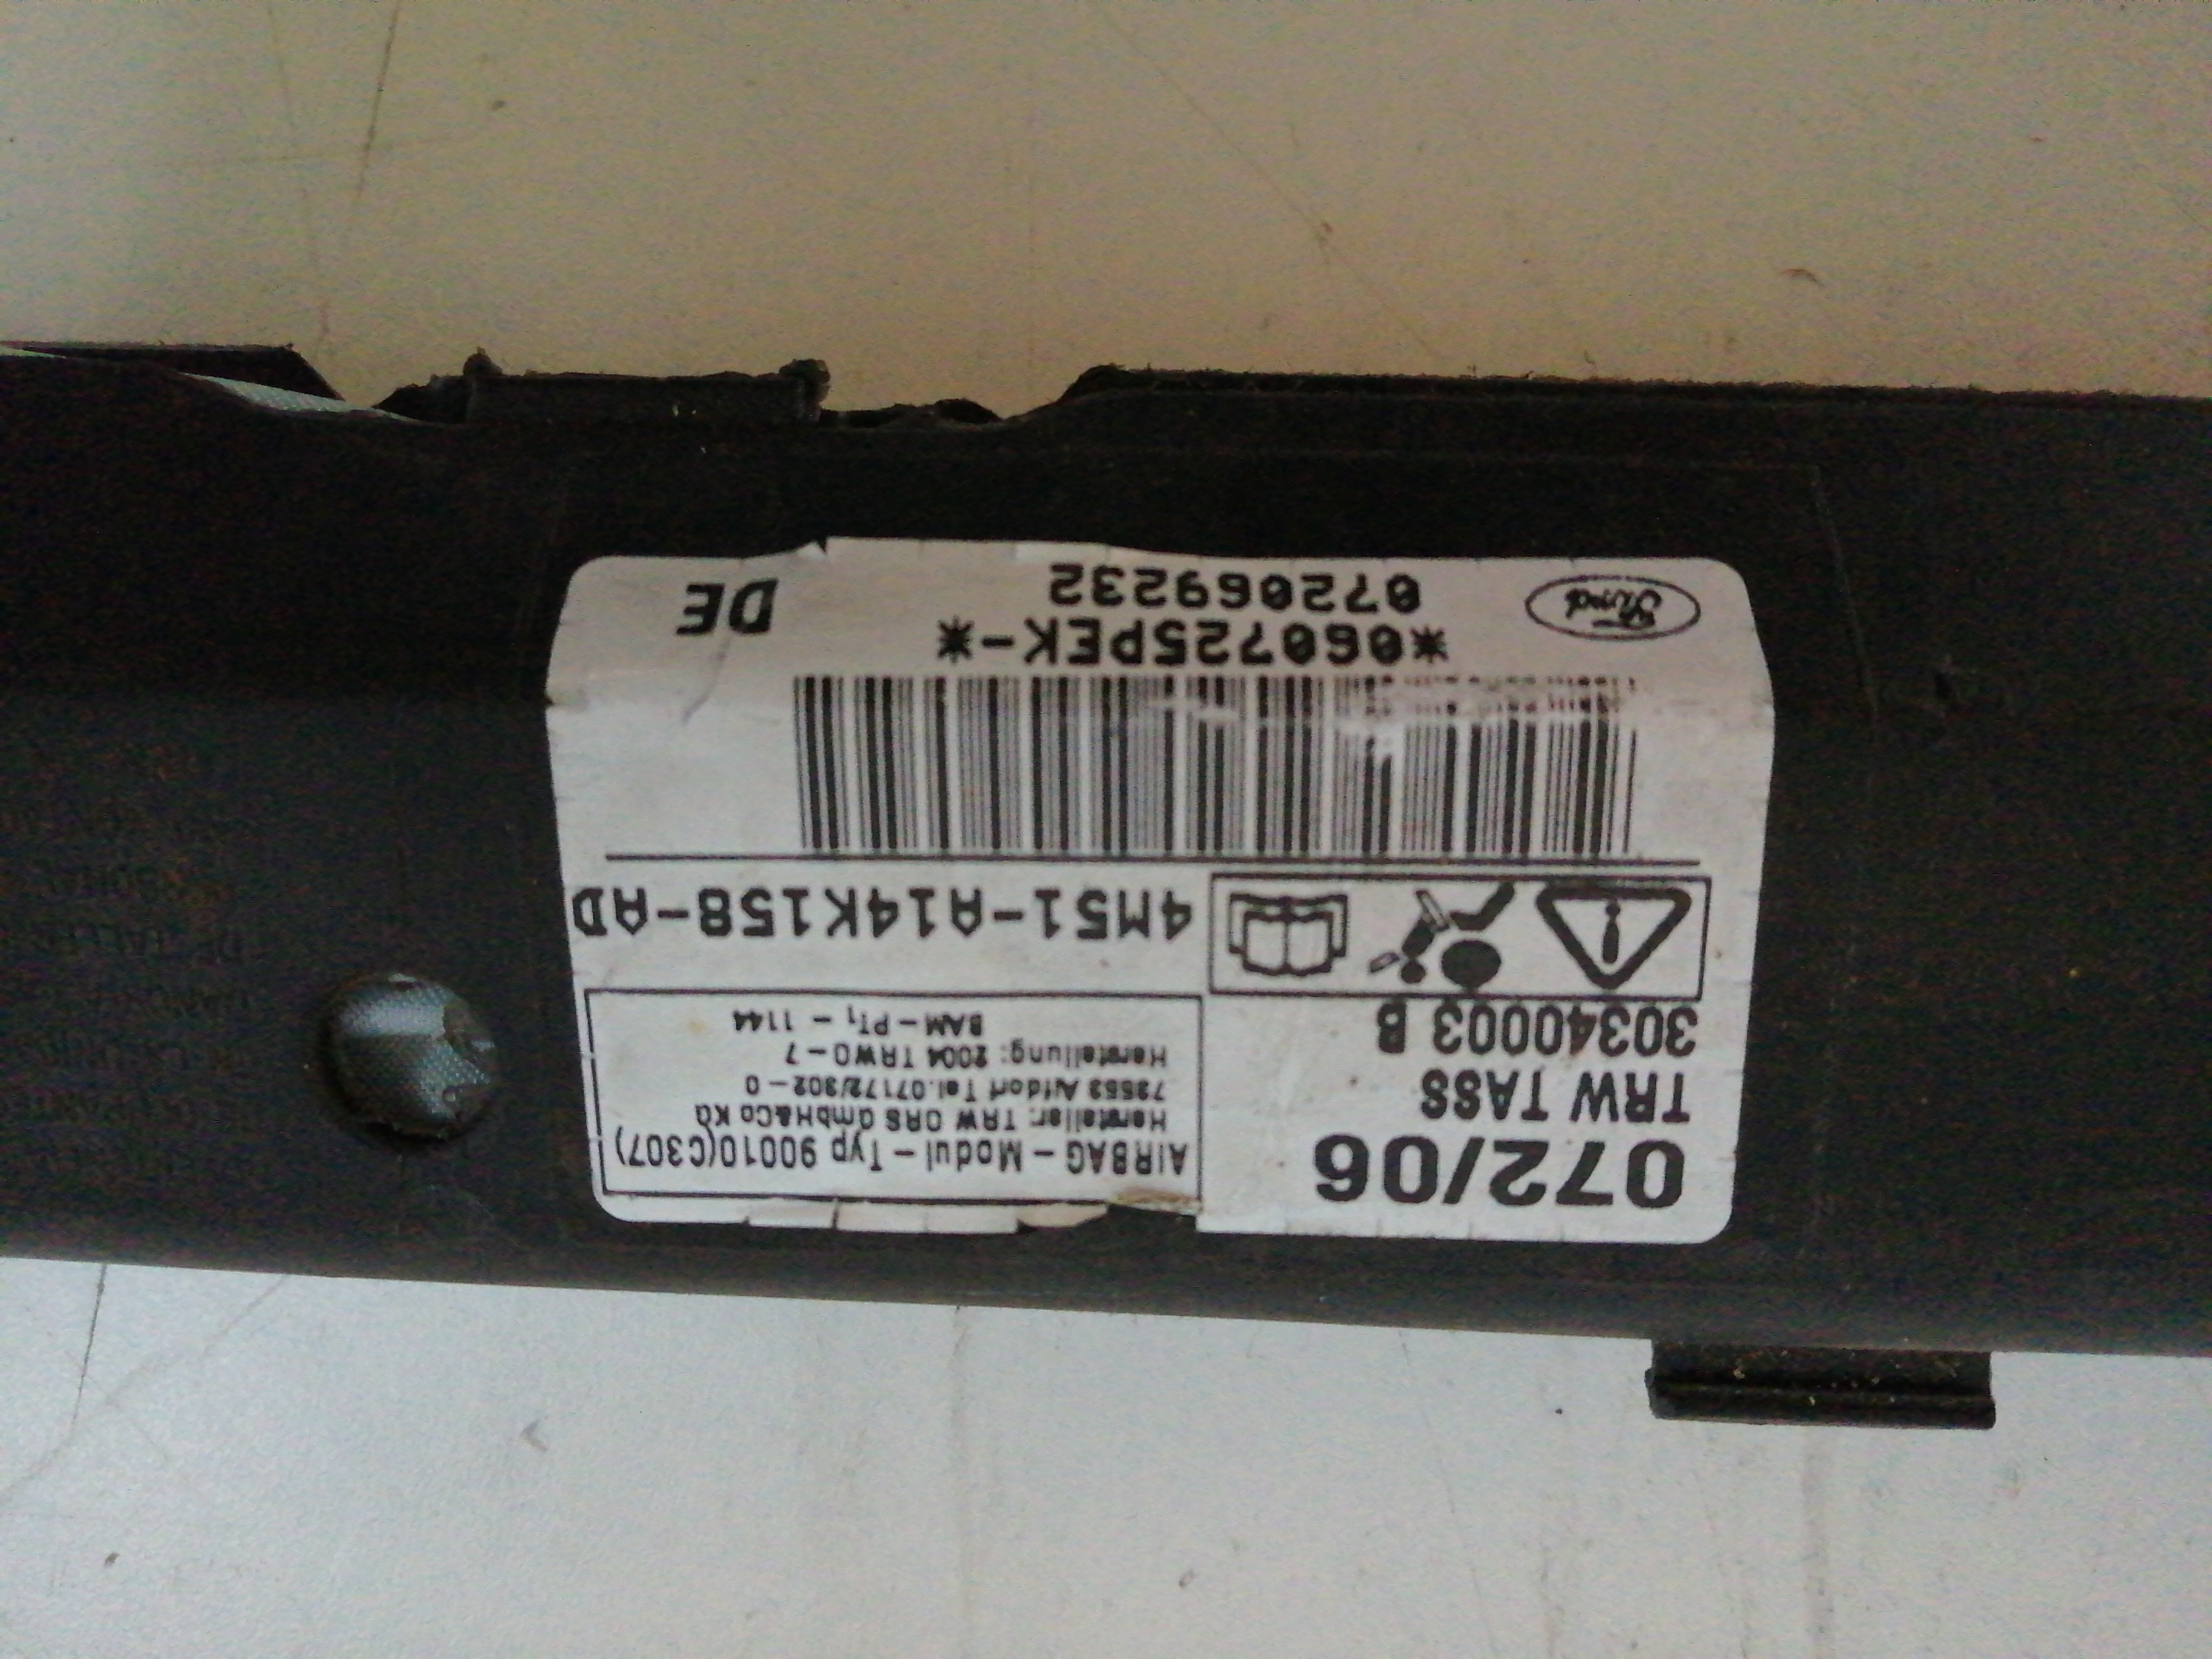 072/06
TRW TASS
30340003 B
AIRBAG - Modul - Typ 90010(C307)
Hersteller: TRW ORS GmbH&Co KG
73553 Alfdorf Tel.07172/302-0
Herstellung: 2004 TRWO-7
BAM-PT₁ - 1144
4M51-A14K158-AD
*060725PEK-*
072069232
Ford
DE